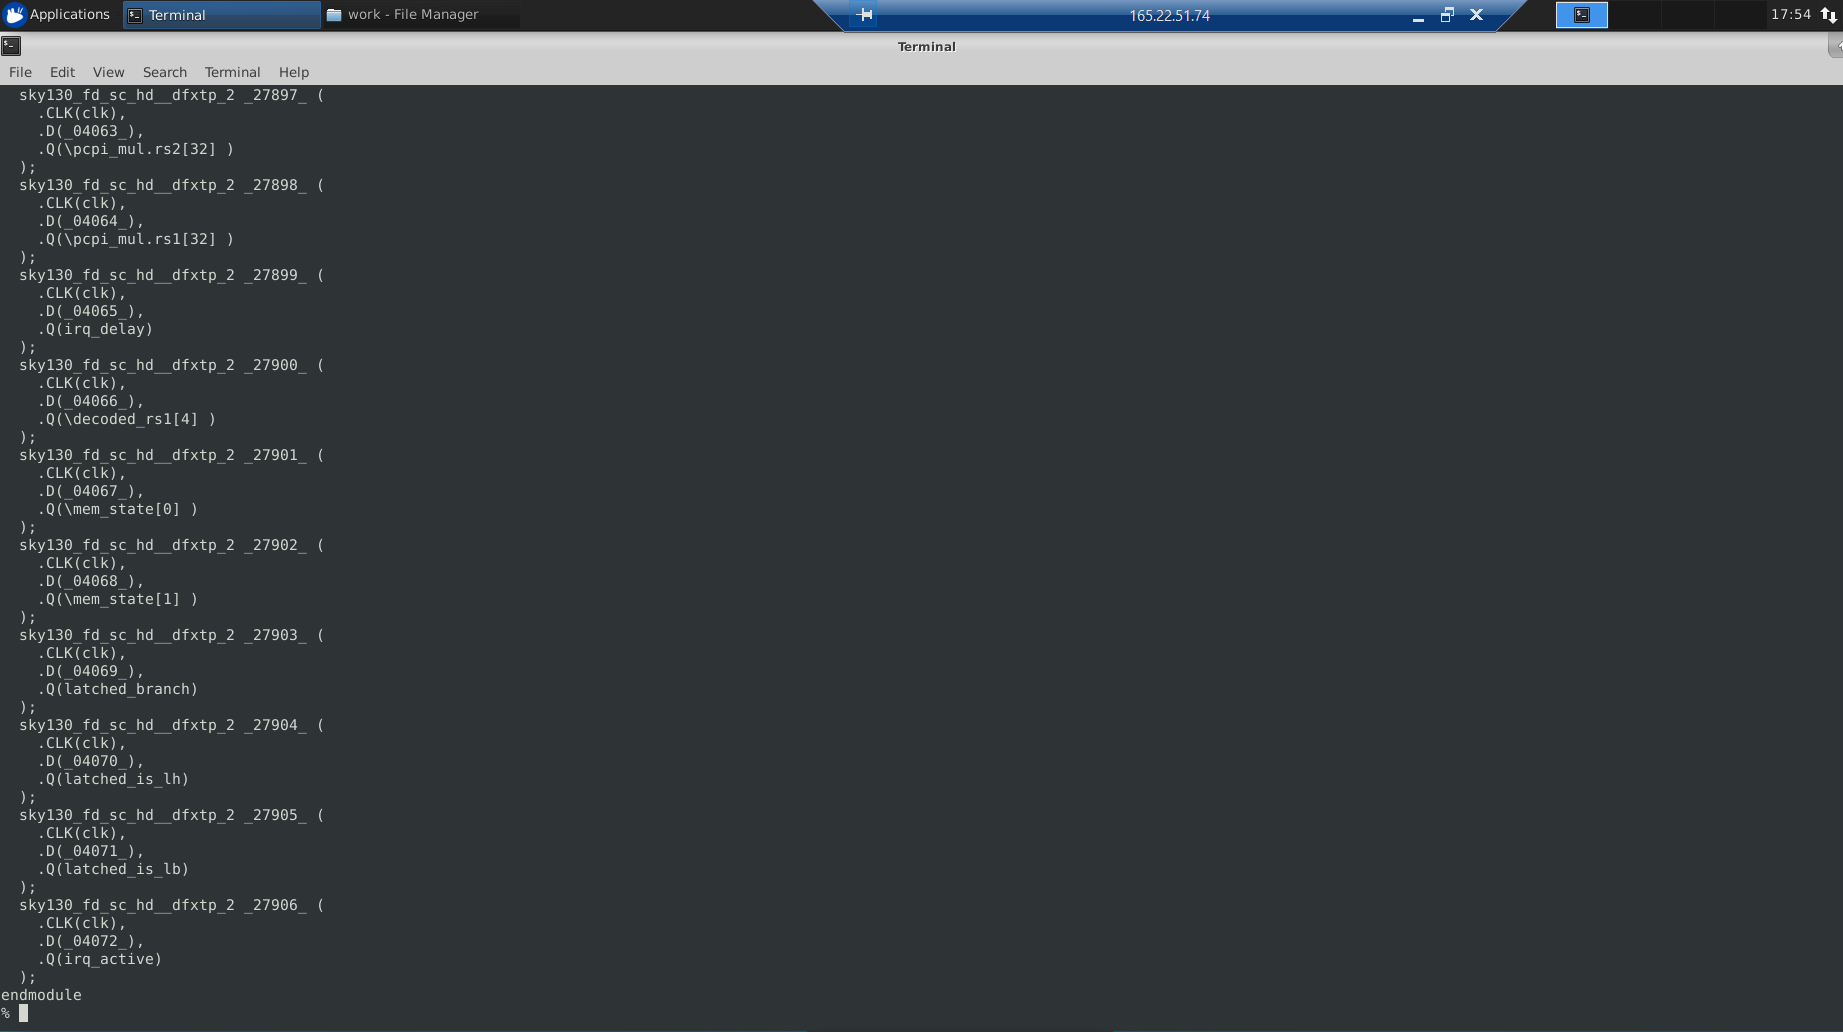 Applications Terminal work - File Manager 165.22.51.74 17:54
Terminal
File Edit View Search Terminal Help
  sky130_fd_sc_hd__dfxtp_2 _27897_ (
    .CLK(clk),
    .D(_04063_),
    .Q(\pcpi_mul.rs2[32] )
  );
  sky130_fd_sc_hd__dfxtp_2 _27898_ (
    .CLK(clk),
    .D(_04064_),
    .Q(\pcpi_mul.rs1[32] )
  );
  sky130_fd_sc_hd__dfxtp_2 _27899_ (
    .CLK(clk),
    .D(_04065_),
    .Q(irq_delay)
  );
  sky130_fd_sc_hd__dfxtp_2 _27900_ (
    .CLK(clk),
    .D(_04066_),
    .Q(\decoded_rs1[4] )
  );
  sky130_fd_sc_hd__dfxtp_2 _27901_ (
    .CLK(clk),
    .D(_04067_),
    .Q(\mem_state[0] )
  );
  sky130_fd_sc_hd__dfxtp_2 _27902_ (
    .CLK(clk),
    .D(_04068_),
    .Q(\mem_state[1] )
  );
  sky130_fd_sc_hd__dfxtp_2 _27903_ (
    .CLK(clk),
    .D(_04069_),
    .Q(latched_branch)
  );
  sky130_fd_sc_hd__dfxtp_2 _27904_ (
    .CLK(clk),
    .D(_04070_),
    .Q(latched_is_lh)
  );
  sky130_fd_sc_hd__dfxtp_2 _27905_ (
    .CLK(clk),
    .D(_04071_),
    .Q(latched_is_lb)
  );
  sky130_fd_sc_hd__dfxtp_2 _27906_ (
    .CLK(clk),
    .D(_04072_),
    .Q(irq_active)
  );
endmodule
%